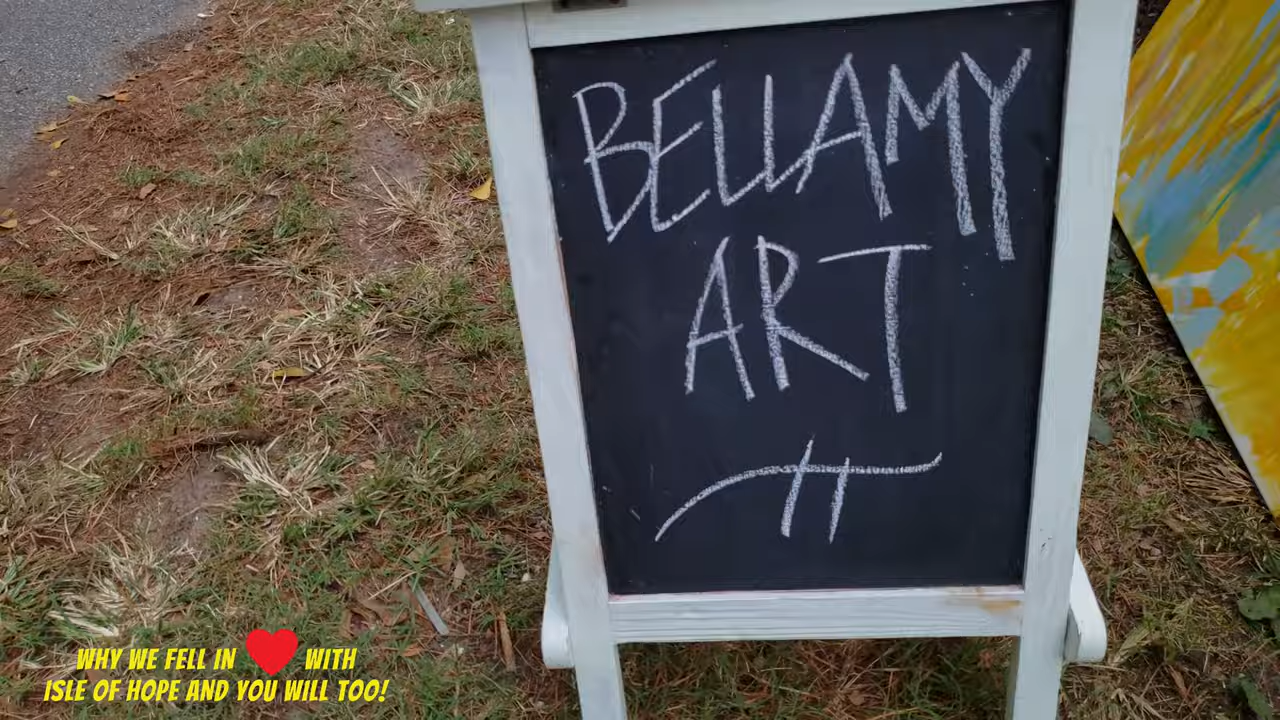 BELLAMY
ART
WHY WE FELL IN ❤ WITH
ISLE OF HOPE AND YOU WILL TOO!